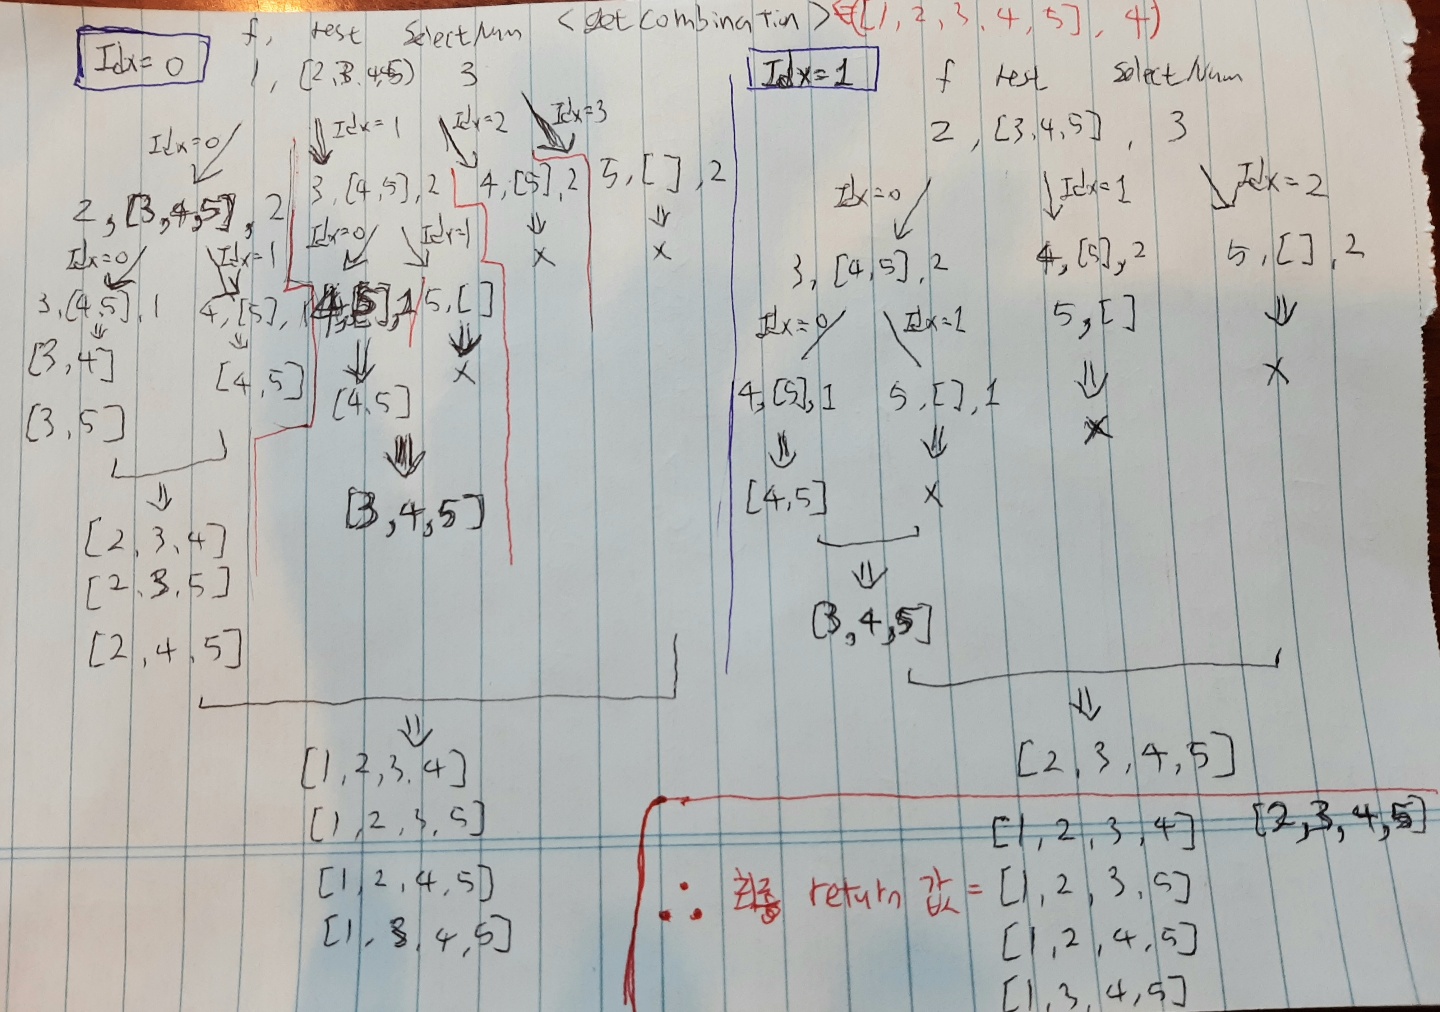 <get combination> ([1, 2, 3, 4, 5], 4)
Idx=0
f, rest SelectNum
1, [2,3,4,5) 3
Idx=0 Idx=1 Idx=2 Idx=3
2, [3,4,5], 2 3, [4,5], 2 4, [5], 2 5, [], 2
Idx=0 Idx=1 Idx=0 Idx=1 X X
3, [4,5], 1 4, [5], 1 4, [5], 1 5, []
[3,4] [4,5] [4,5] X
[3,5]
[3,4,5]
[2,3,4]
[2,3,5]
[2,4,5]
[1,2,3,4]
[1,2,3,5]
[1,2,4,5]
[1,3,4,5]
Idx=1
f rest SelectNum
2, [3,4,5], 3
Idx=0 Idx=1 Idx=2
3, [4,5], 2 4, [5], 2 5, [], 2
Idx=0 Idx=1 5, [] X
4, [5], 1 5, [], 1 X
[4,5] X
[3,4,5]
[2,3,4,5]
∴ 최종 return 값 = [1,2,3,4] [2,3,4,5]
[1,2,3,5]
[1,2,4,5]
[1,3,4,5]